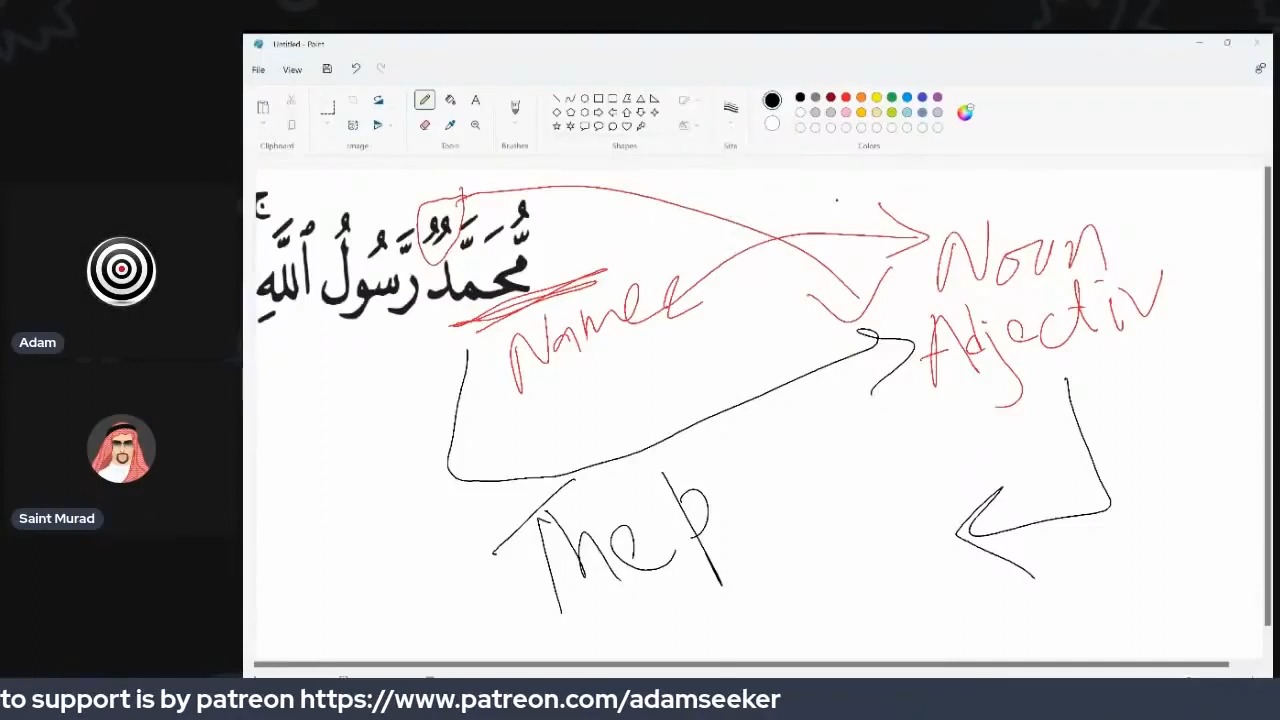 Untitled - Paint
File View
Clipboard
Image
Tools
Brushes
Shapes
Size
Colors
مُّحَمَّدٌ رَّسُولُ ٱللَّهِ ۚ
Name
Noun
Adjectiv
The p
Adam
Saint Murad
to support is by patreon https://www.patreon.com/adamseeker